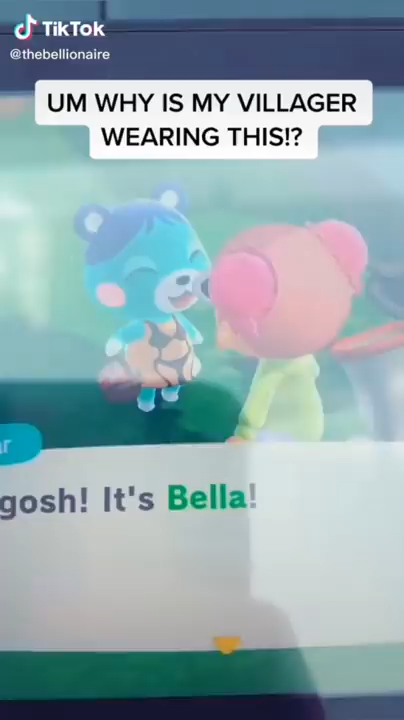 TikTok
@thebellionaire
UM WHY IS MY VILLAGER
WEARING THIS!?
gosh! It's Bella!